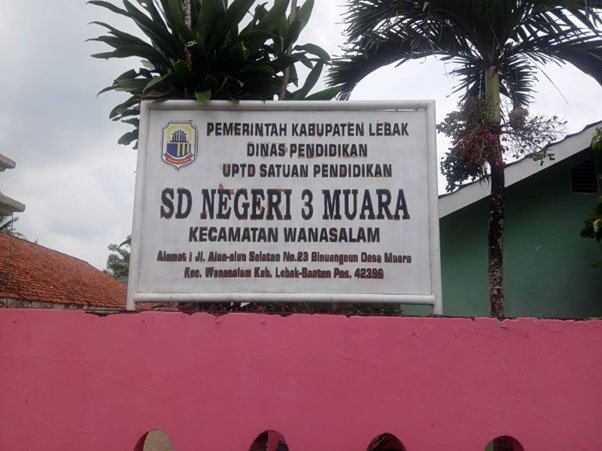 PEMERINTAH KABUPATEN LEBAK
DINAS PENDIDIKAN
UPTD SATUAN PENDIDIKAN
SD NEGERI 3 MUARA
KECAMATAN WANASALAM
Alamat : Jl. Alun-alun Selatan No.23 Binuangeun Desa Muara
Kec. Wanasalam Kab. Lebak-Banten Pos. 42396